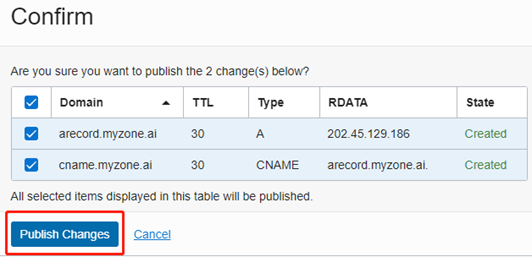 Confirm
Are you sure you want to publish the 2 change(s) below?
Domain TTL Type RDATA State
arecord.myzone.ai 30 A 202.45.129.186 Created
cname.myzone.ai 30 CNAME arecord.myzone.ai. Created
All selected items displayed in this table will be published.
Publish Changes Cancel